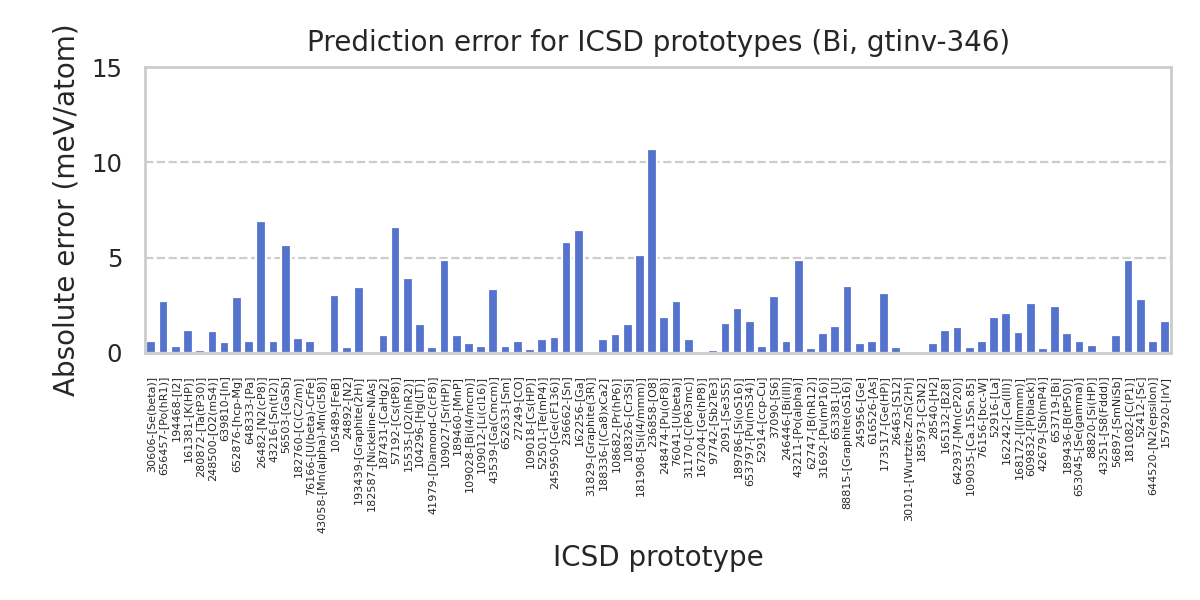 Prediction error for ICSD prototypes (Bi, gtinv-346)
Absolute error (meV/atom)
15
10
5
0
30606-[Se(beta)]
656457-[Po(hR1)]
194468-[I2]
161381-[K(HP)]
280872-[Ta(tP30)]
248500-[O2(mS4)]
639810-[In]
652876-[hcp-Mg]
648333-[Pa]
26482-[N2(cP8)]
43216-[Sn(tI2)]
56503-[GaSb]
182760-[C(C2/m)]
76166-[U(beta)-CrFe]
43058-[Mn(alpha)-Mn(cI58)]
1054899-[FeB]
24892-[N2]
193439-[Graphite(2H)]
182587-[Nickeline-NiAs]
187431-[CaHg2]
57192-[Cs(tP8)]
15535-[O2(hR2)]
104296-[Hg(LT)]
41979-[Diamond-C(cF8)]
109027-[Sr(HP)]
189460-[MnP]
109028-[Bi(I4/mcm)]
109012-[Li(cI16)]
43539-[Ga(Cmcm)]
652633-[Sm]
27249-[CO]
109018-[Cs(HP)]
52501-[Te(mP4)]
245950-[Ge(cF136)]
236662-[Sn]
162256-[Ga]
31829-[Graphite(3R)]
188336-[(Ca8)xCa2]
108682-[Pr(hP6)]
108326-[Cr3Si]
181908-[Si(I4/mmm)]
236858-[O8]
248474-[Pu(oF8)]
76041-[U(beta)]
31170-[C(P63mc)]
167204-[Ge(hP8)]
97742-[Sb2Te3]
2091-[Se3S5]
189786-[Si(oS16)]
653797-[Pu(mS34)]
52914-[ccp-Cu]
37090-[S6]
246446-[Bi(III)]
43211-[Po(alpha)]
62747-[B(hR12)]
31692-[Pu(mP16)]
653381-[U]
88815-[Graphite(oS16)]
245956-[Ge]
616526-[As]
173517-[Ge(HP)]
26463-[S12]
30101-[Wurtzite-ZnS(2H)]
185973-[C3N2]
28540-[H2]
165132-[B28]
642937-[Mn(cP20)]
109035-[Ca.15Sn.85]
76156-[bcc-W]
52916-[La]
162242-[Ca(III)]
168172-[I(Immm)]
609832-[P(black)]
42679-[Sb(mP4)]
653719-[Bi]
189436-[B(tP50)]
653045-[Se(gamma)]
88820-[Si(HP)]
43251-[S8(Fddd)]
56897-[SmNiSb]
181082-[C(P1)]
52412-[Sc]
644520-[N2(epsilon)]
157920-[IrV]
ICSD prototype